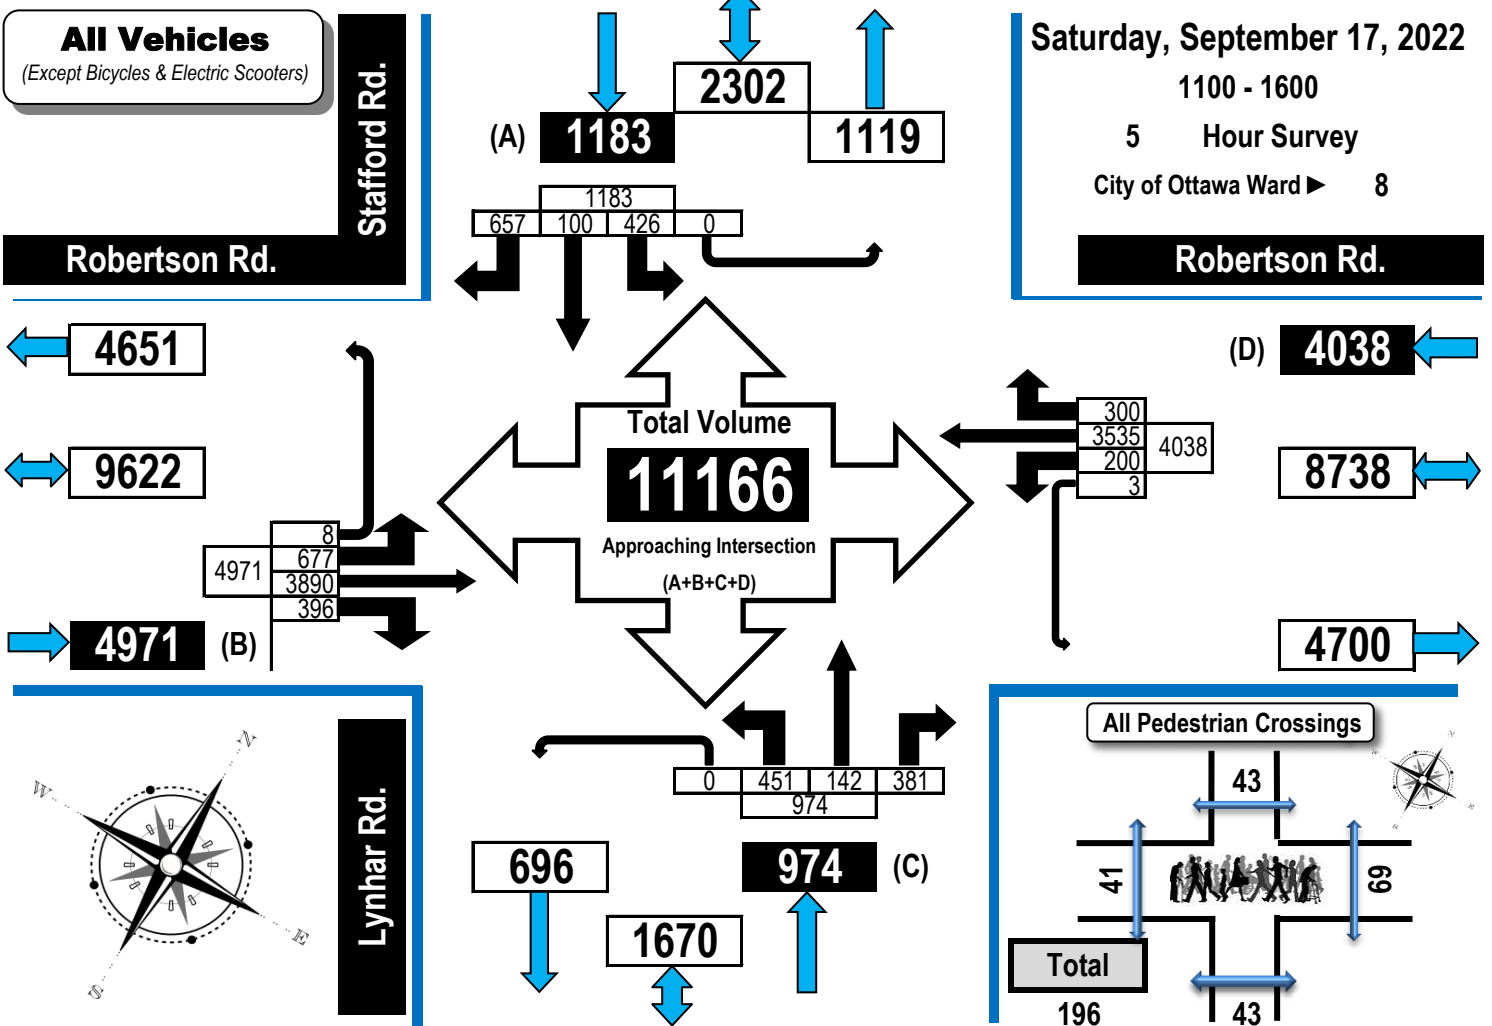 All Vehicles
(Except Bicycles & Electric Scooters)
Stafford Rd.
Robertson Rd.
2302
(A) 1183
1119
1183
657 100 426 0
Saturday, September 17, 2022
1100 - 1600
5 Hour Survey
City of Ottawa Ward ► 8
Robertson Rd.
4651
9622
8
677
3890
396
4971
4971 (B)
Total Volume
11166
Approaching Intersection
(A+B+C+D)
(D) 4038
300
3535
200
3
4038
8738
4700
N
W
E
S
Lynhar Rd.
0 451 142 381
974
696
974 (C)
1670
All Pedestrian Crossings
43
41
69
43
Total
196